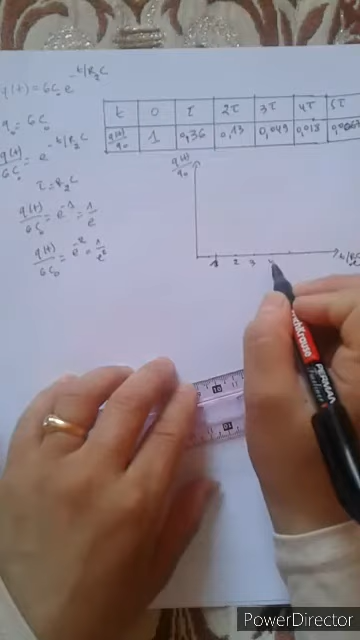 q(t) = 6C₀ e^-t/R₂C
q₀ = 6C₀
q(t)/6C₀ = e^-t/R₂C
τ = R₂C
q(t)/6C₀ = e^-1 = 1/e
q(t)/6C₀ = e^-2 = 1/e²
t 0 τ 2τ 3τ 4τ 5τ
q(t)/q₀ 1 0,36 0,13 0,049 0,018
q(t)/q₀
1 2 3 4
PERMAN
PowerDirector